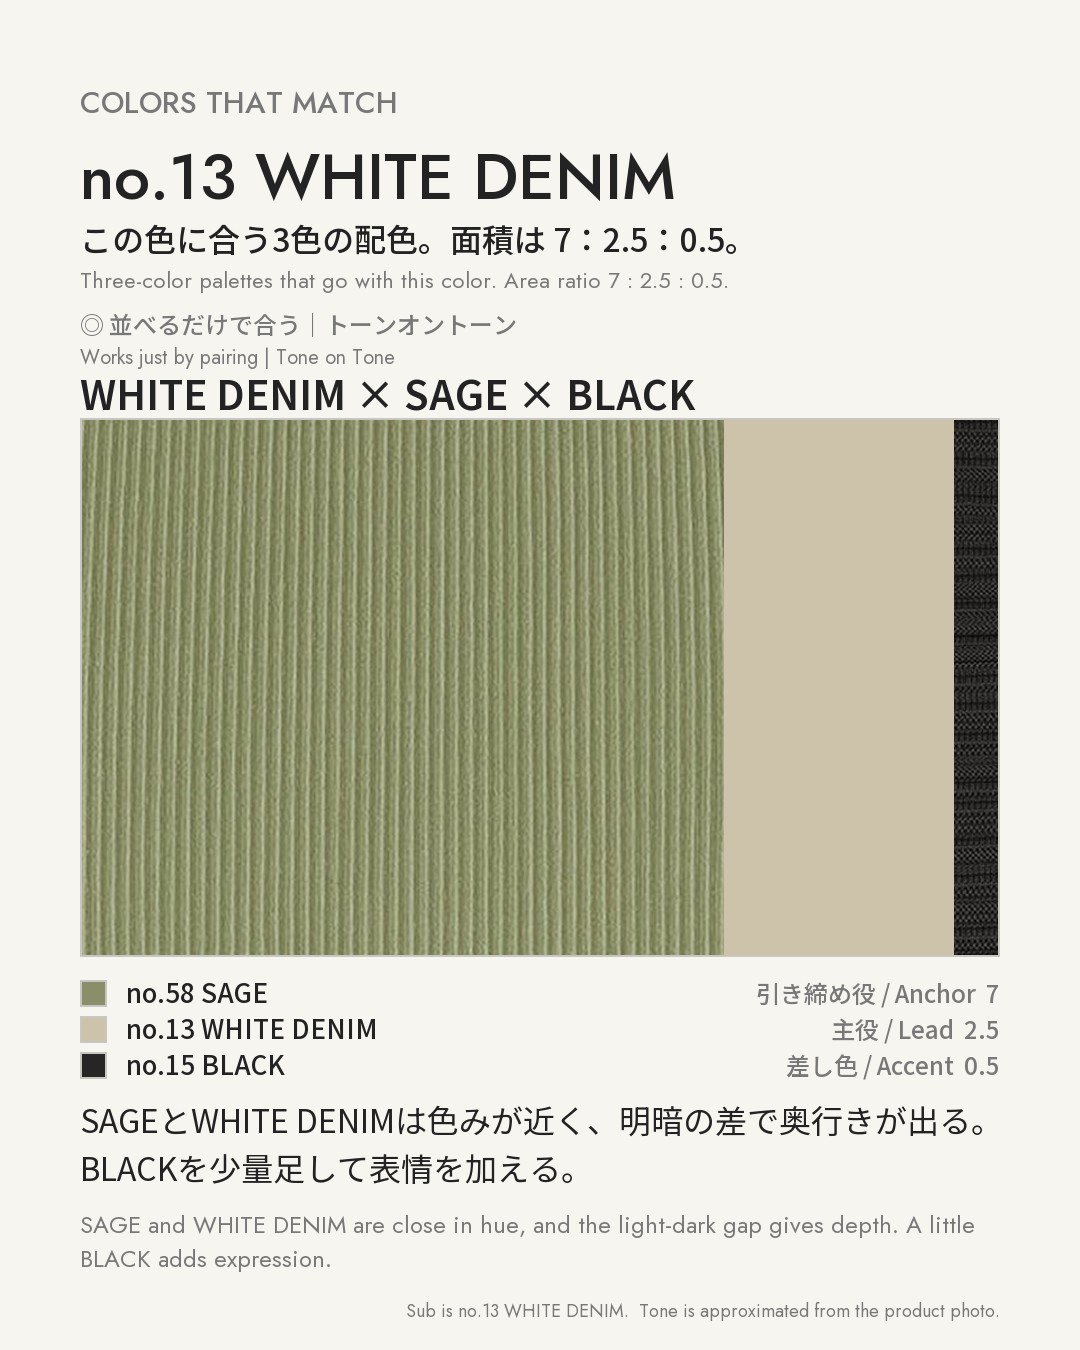 COLORS THAT MATCH
no.13 WHITE DENIM
この色に合う3色の配色。面積は 7：2.5：0.5。
Three-color palettes that go with this color. Area ratio 7 : 2.5 : 0.5.
◎ 並べるだけで合う｜トーンオントーン
Works just by pairing | Tone on Tone
WHITE DENIM × SAGE × BLACK
no.58 SAGE 引き締め役 / Anchor 7
no.13 WHITE DENIM 主役 / Lead 2.5
no.15 BLACK 差し色 / Accent 0.5
SAGEとWHITE DENIMは色みが近く、明暗の差で奥行きが出る。
BLACKを少量足して表情を加える。
SAGE and WHITE DENIM are close in hue, and the light-dark gap gives depth. A little
BLACK adds expression.
Sub is no.13 WHITE DENIM. Tone is approximated from the product photo.